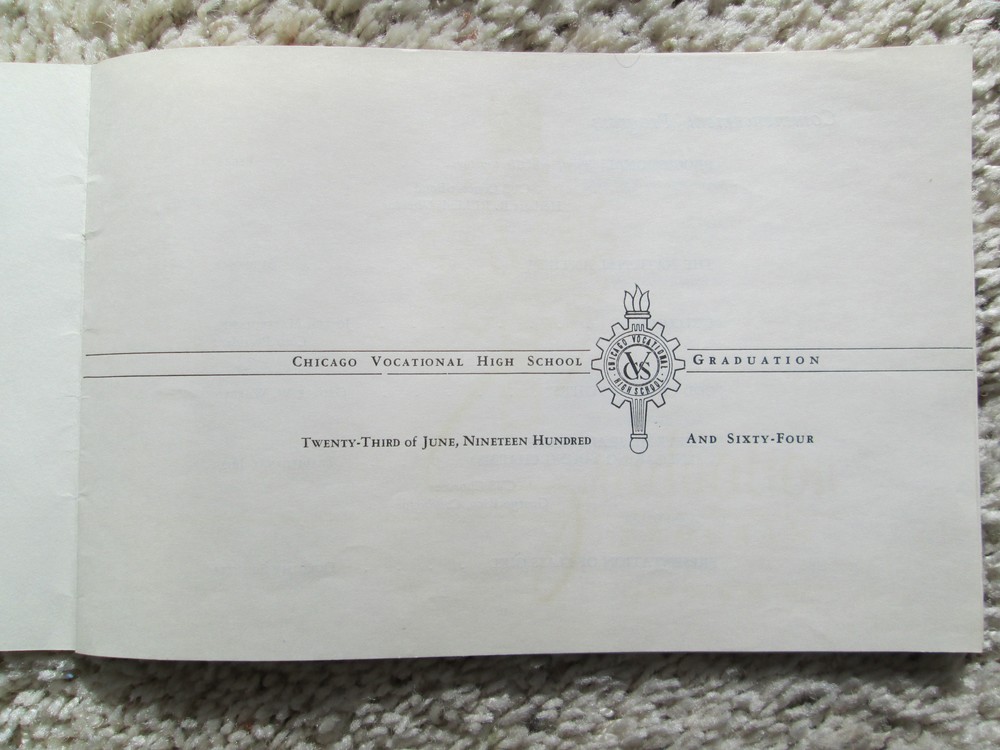 CHICAGO VOCATIONAL HIGH SCHOOL GRADUATION
CHICAGO VOCATIONAL
CVS
HIGH SCHOOL
TWENTY-THIRD of JUNE, NINETEEN HUNDRED AND SIXTY-FOUR